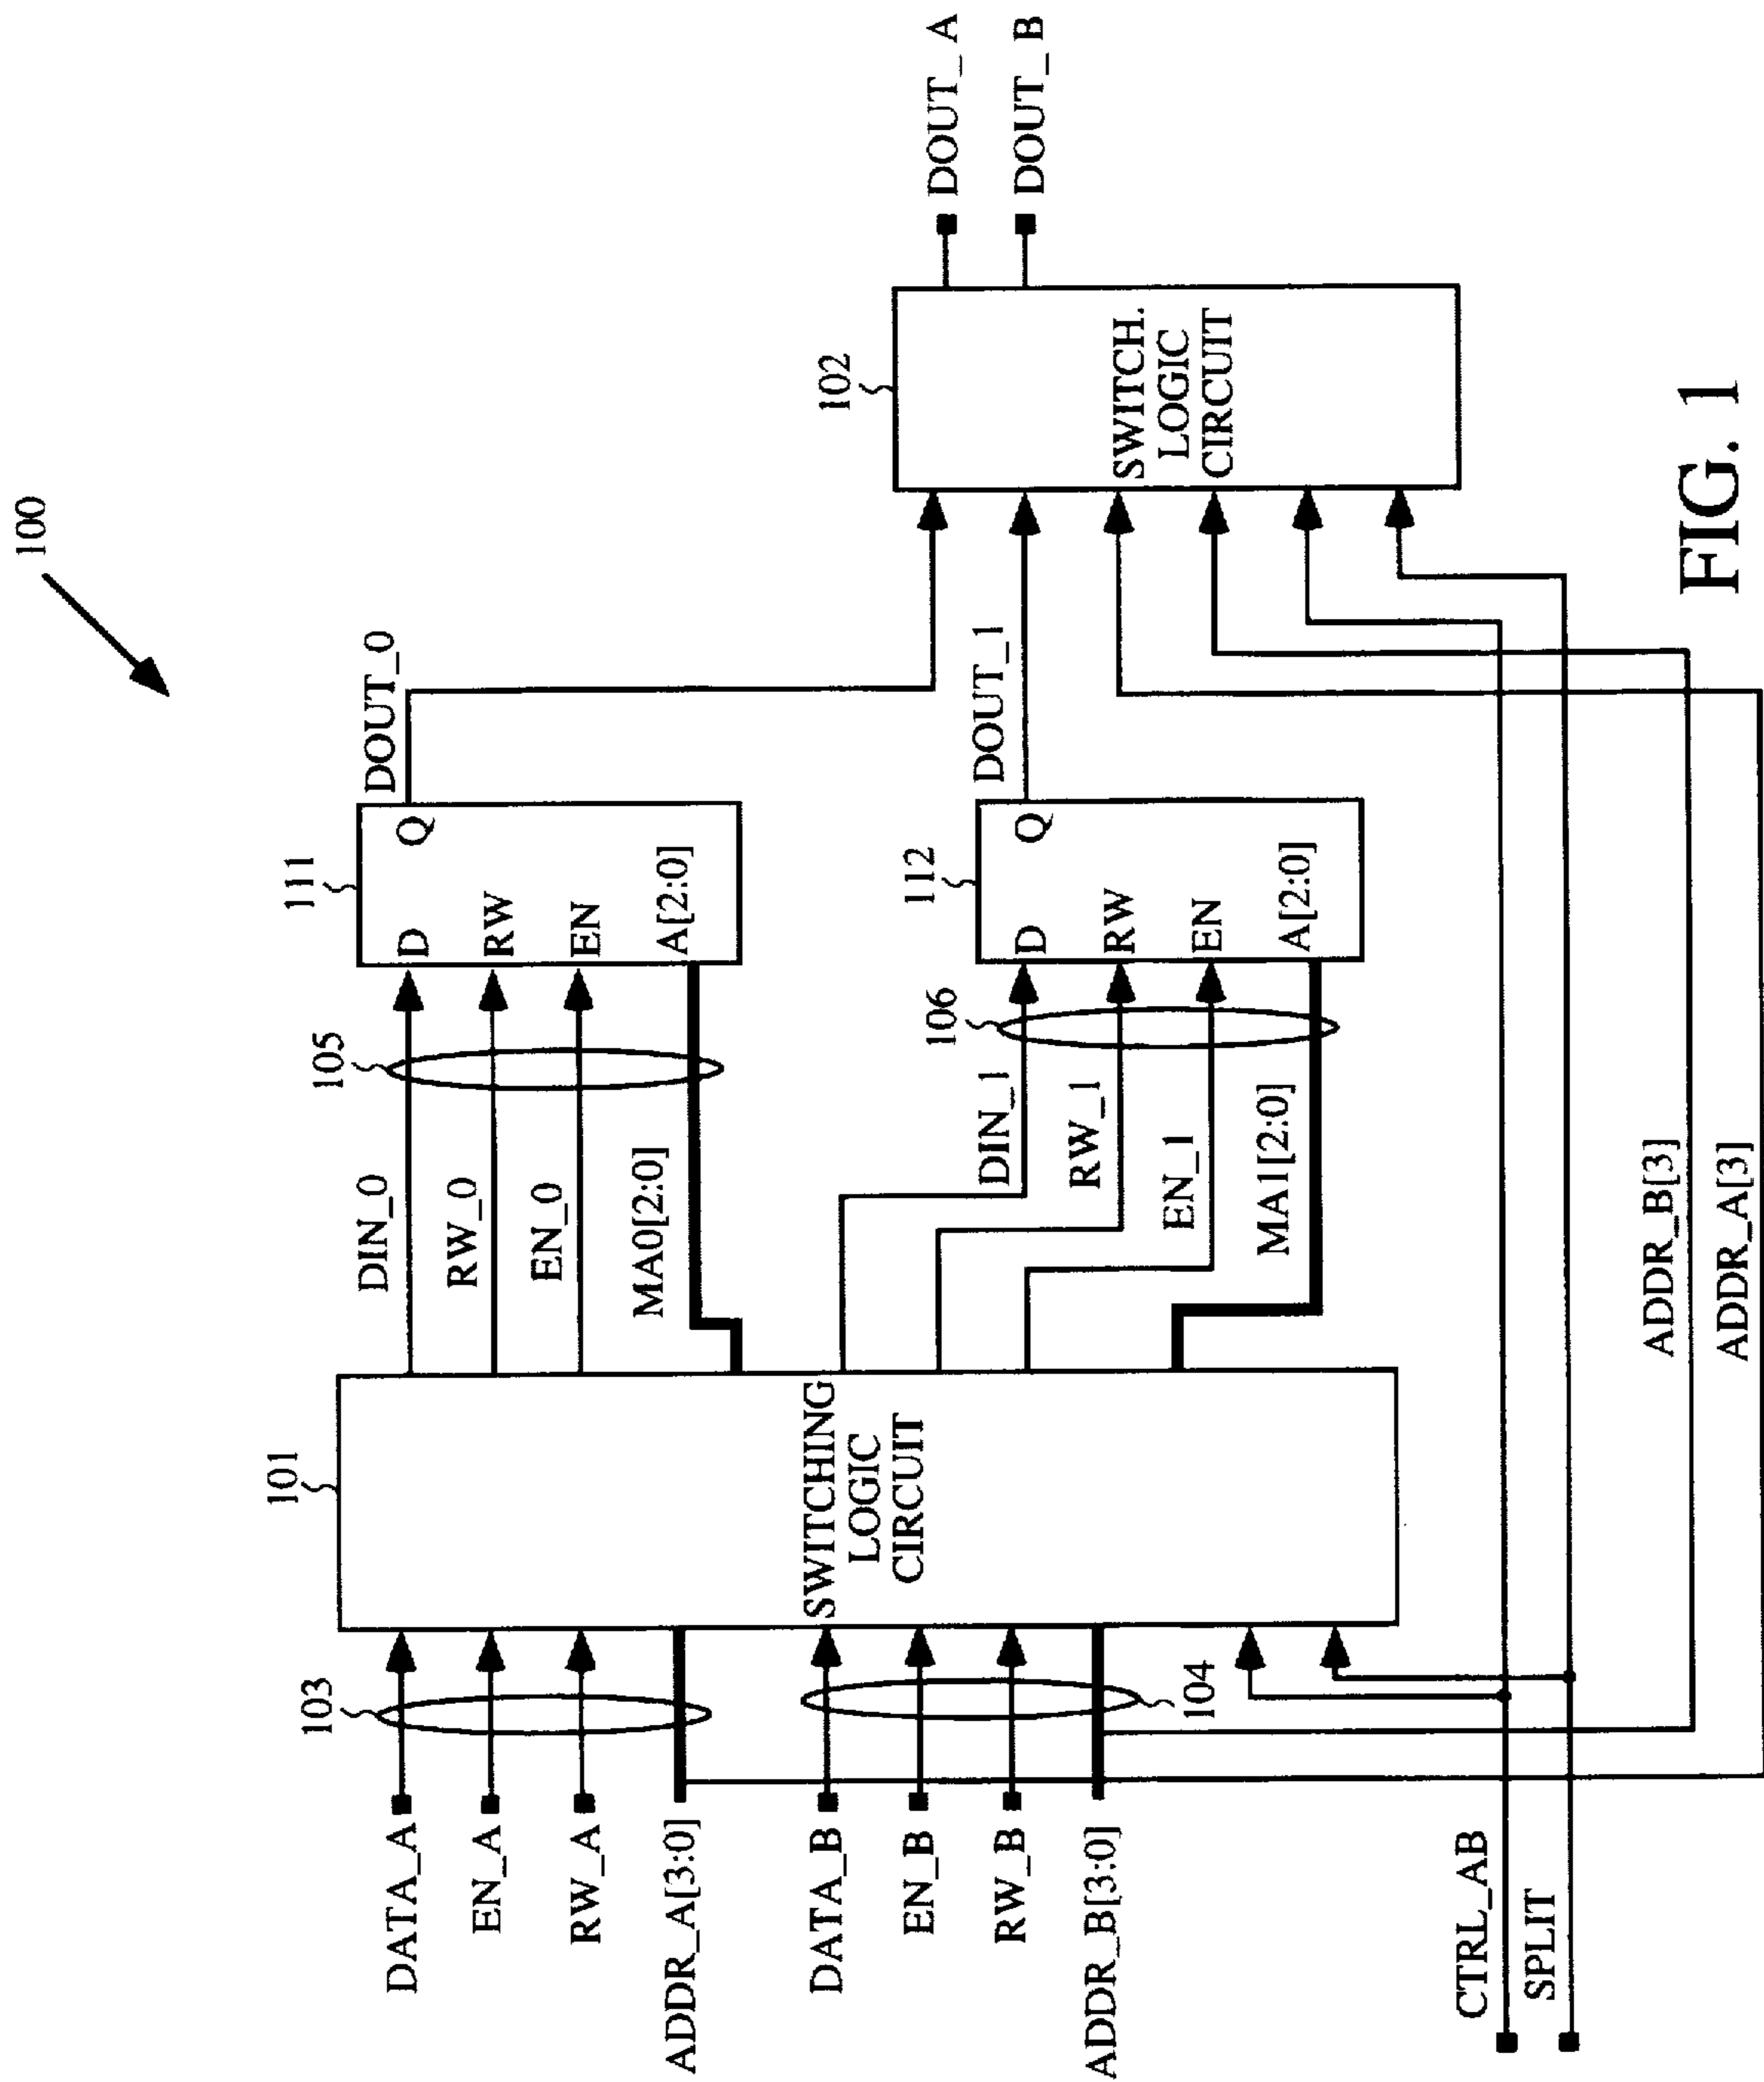 100
101
SWITCHING
LOGIC
CIRCUIT
102
SWITCH.
LOGIC
CIRCUIT
103
DATA_A
EN_A
RW_A
ADDR_A[3:0]
104
DATA_B
EN_B
RW_B
ADDR_B[3:0]
CTRL_AB
SPLIT
105
DIN_0
RW_0
EN_0
MA0[2:0]
106
DIN_1
RW_1
EN_1
MA1[2:0]
111
D Q
RW
EN
A[2:0]
DOUT_0
112
D Q
RW
EN
A[2:0]
DOUT_1
ADDR_B[3]
ADDR_A[3]
DOUT_A
DOUT_B
FIG. 1